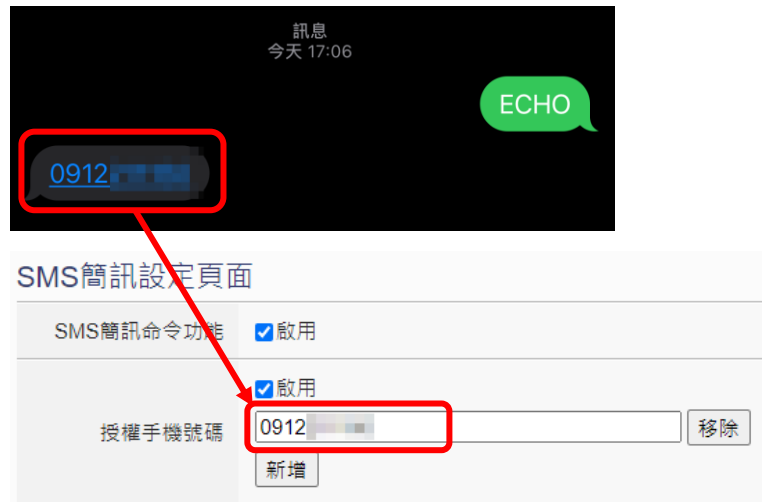 訊息
今天 17:06
ECHO
0912
SMS簡訊設定頁面
SMS簡訊命令功能 啟用
啟用
授權手機號碼 0912 移除
新增